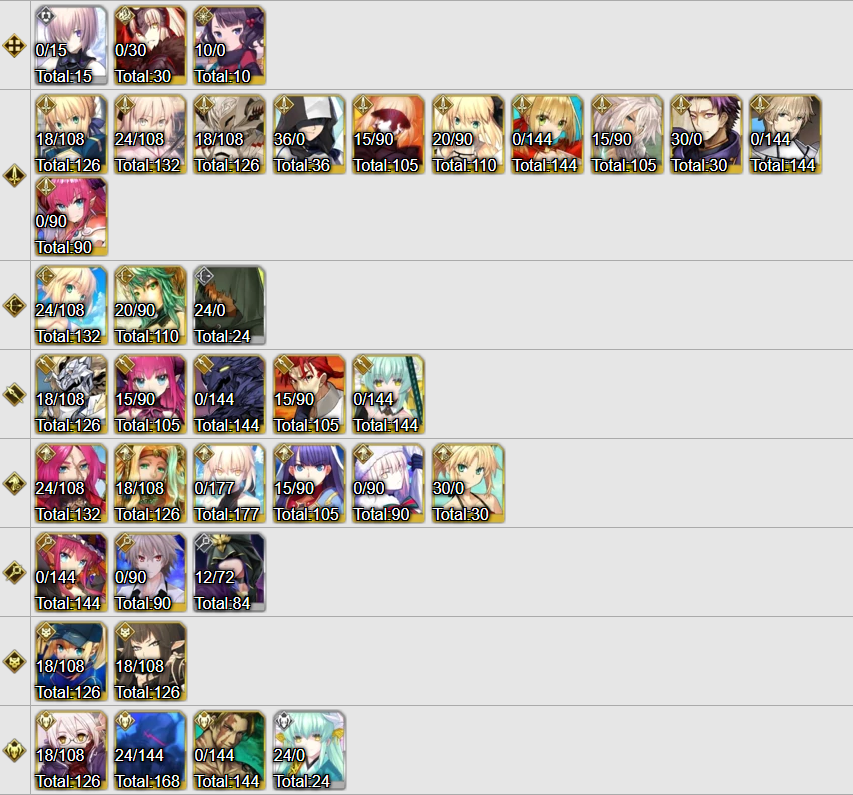 0/15 0/30 10/0
Total:15 Total:30 Total:10
18/108 24/108 18/108 36/0 15/90 20/90 0/144 15/90 30/0 0/144
Total:126 Total:132 Total:126 Total:36 Total:105 Total:110 Total:144 Total:105 Total:30 Total:144
0/90
Total:90
24/108 20/90 24/0
Total:132 Total:110 Total:24
18/108 15/90 0/144 15/90 0/144
Total:126 Total:105 Total:144 Total:105 Total:144
24/108 18/108 0/177 15/90 0/90 30/0
Total:132 Total:126 Total:177 Total:105 Total:90 Total:30
0/144 0/90 12/72
Total:144 Total:90 Total:84
18/108 18/108
Total:126 Total:126
18/108 24/144 0/144 24/0
Total:126 Total:168 Total:144 Total:24